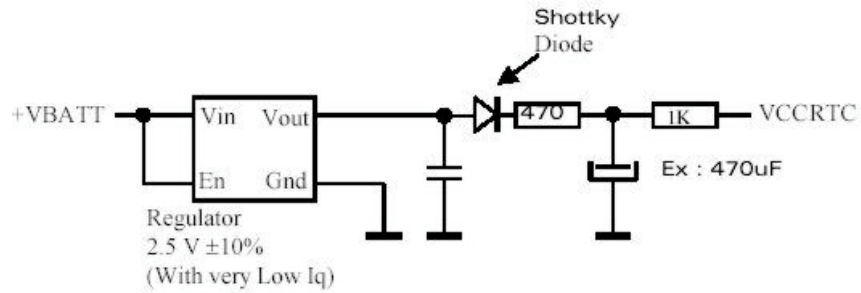 Shottky
Diode
+VBATT
Vin
Vout
470
1K
VCCRTC
En
Gnd
Ex : 470uF
Regulator
2.5 V ±10%
(With very Low Iq)